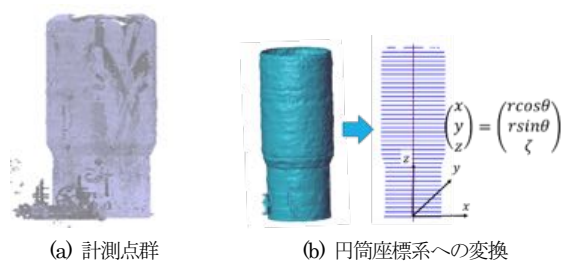 (x y z) = (rcosθ rsinθ ζ)
z
y
x
(a) 計測点群
(b) 円筒座標系への変換